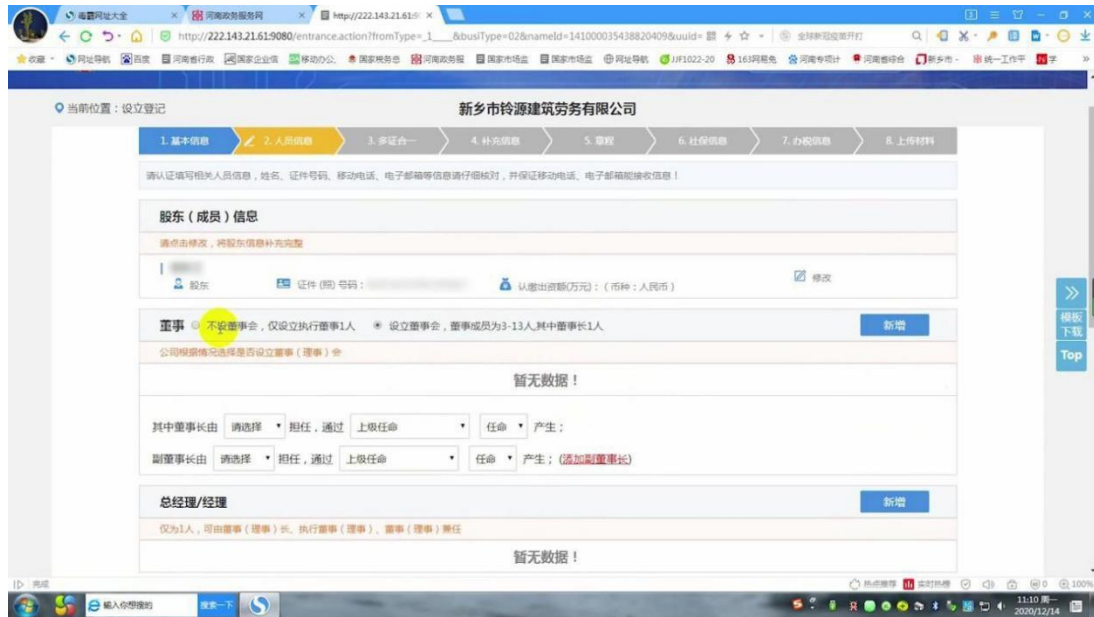 毒霸网址大全
河南政务服务网
http://222.143.21.61:9
http://222.143.21.61:9080/entrance.action?fromType=_1____&busiType=02&nameId=141000035438820409&uuid=
收藏 网址导航 百度 河南省行政 国家企业信 移动办公. 国家税务总 河南政务服 国家市场监 国家市场监 网址导航 JJF1022-20 163网易免 河南专项计 河南省综合 新乡市 - 统一工作平 学
当前位置：设立登记
新乡市铃源建筑劳务有限公司
1. 基本信息 2. 人员信息 3. 多证合一 4. 补充信息 5. 章程 6. 社保信息 7. 办税信息 8. 上传材料
请认证填写相关人员信息，姓名、证件号码、移动电话、电子邮箱等信息请仔细核对，并保证移动电话、电子邮箱能接收信息！
股东（成员）信息
请点击修改，将股东信息补充完整
股东 证件（照）号码： 认缴出资额(万元)：（币种：人民币） 修改
董事 不设董事会，仅设立执行董事1人 设立董事会，董事成员为3-13人,其中董事长1人 新增
公司根据情况选择是否设立董事（理事）会
暂无数据！
其中董事长由 请选择 担任，通过 上级任命 任命 产生；
副董事长由 请选择 担任，通过 上级任命 任命 产生；(添加副董事长)
总经理/经理 新增
仅为1人，可由董事（理事）长、执行董事（理事）、董事（理事）兼任
暂无数据！
模板
下载
Top
完成
热点推荐 实时热榜 0 100%
输入你想搜的 搜索一下
11:10 周一
2020/12/14